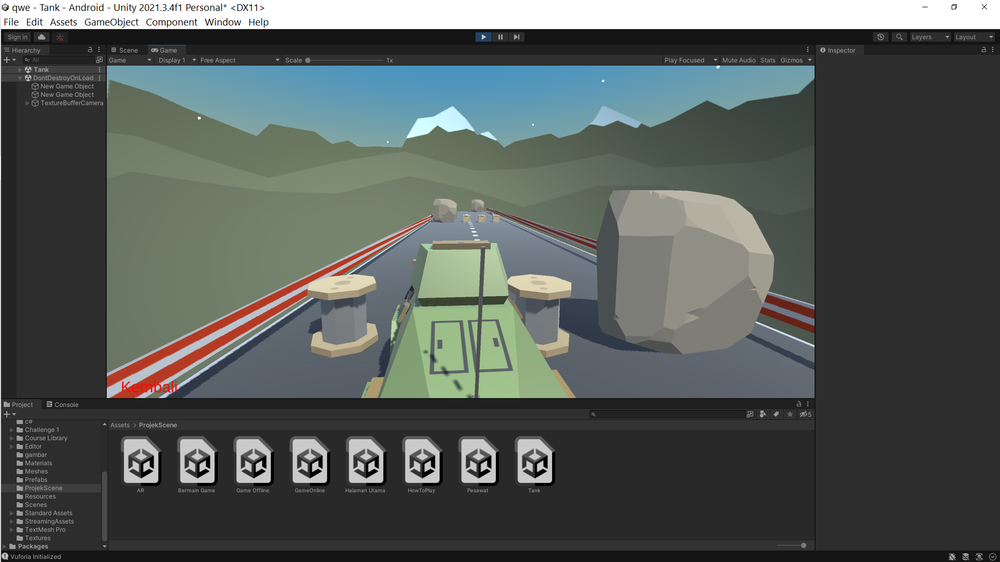 qwe - Tank - Android - Unity 2021.3.4f1 Personal* <DX11>
File Edit Assets GameObject Component Window Help
Sign in
Layers
Layout
Hierarchy
All
Tank
DontDestroyOnLoad
New Game Object
New Game Object
TextureBufferCamera
Scene
Game
Game
Display 1
Free Aspect
Scale
1x
Play Focused
Mute Audio
Stats
Gizmos
Inspector
Kembali
Project
Console
5
c#
Challenge 1
Course Library
Editor
gambar
Materials
Meshes
Prefabs
ProjekScene
Resources
Scenes
Standard Assets
StreamingAssets
TextMesh Pro
Textures
Packages
Assets > ProjekScene
AR
Bermain Game
Game Offline
GameOnline
Halaman Utama
HowToPlay
Pesawat
Tank
Vuforia Initialized